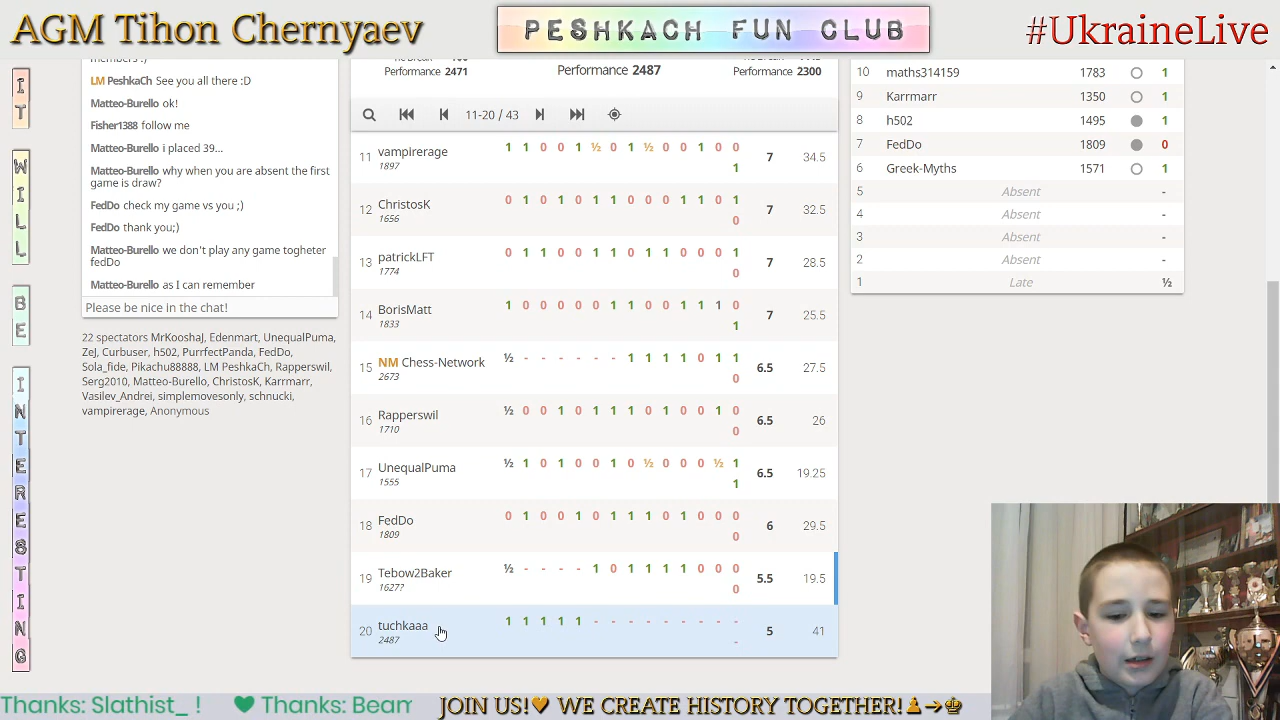 AGM Tihon Chernyaev
PESHKACH FUN CLUB
#UkraineLive
IT
WILL
BE
INTERESTING
LM PeshkaCh See you all there :D
Matteo-Burello ok!
Fisher1388 follow me
Matteo-Burello i placed 39...
Matteo-Burello why when you are absent the first
game is draw?
FedDo check my game vs you ;)
FedDo thank you;)
Matteo-Burello we don't play any game togheter
fedDo
Matteo-Burello as I can remember
Please be nice in the chat!
22 spectators MrKooshaJ, Edenmart, UnequalPuma,
ZeJ, Curbuser, h502, PurrfectPanda, FedDo,
Sola_fide, Pikachu88888, LM PeshkaCh, Rapperswil,
Serg2010, Matteo-Burello, ChristosK, Karrmarr,
Vasilev_Andrei, simplemovesonly, schnucki,
vampirerage, Anonymous
Performance 2471
Performance 2487
Performance 2300
11-20 / 43
11 vampirerage 1 1 0 0 1 ½ 0 1 ½ 0 0 1 0 0 7 34.5
1897 1
12 ChristosK 0 1 0 1 0 1 1 0 0 0 1 1 0 1 7 32.5
1656 0
13 patrickLFT 0 1 1 0 0 1 1 0 1 1 0 1 0 1 7 28.5
1774 0
14 BorisMatt 1 0 0 0 0 0 1 1 0 0 1 1 1 0 7 25.5
1833 1
15 NM Chess-Network ½ - - - - - - 1 1 1 1 0 1 1 6.5 27.5
2673 0
16 Rapperswil ½ 0 0 1 0 1 1 1 0 1 0 0 1 0 6.5 26
1710 0
17 UnequalPuma ½ 1 0 1 0 0 1 0 ½ 0 0 0 ½ 1 6.5 19.25
1555 1
18 FedDo 0 1 0 0 1 0 1 1 1 0 1 0 0 0 6 29.5
1809 0
19 Tebow2Baker ½ - - - - 1 0 1 1 1 1 0 0 0 5.5 19.5
1627? 0
20 tuchkaaa 1 1 1 1 1 - - - - - - - - - 5 41
2487 -
10 maths314159 1783 1
9 Karrmarr 1350 1
8 h502 1495 1
7 FedDo 1809 0
6 Greek-Myths 1571 1
5 Absent -
4 Absent -
3 Absent -
2 Absent -
1 Late ½
Thanks: Slathist_ ! Thanks: Beam
JOIN US! WE CREATE HISTORY TOGETHER!